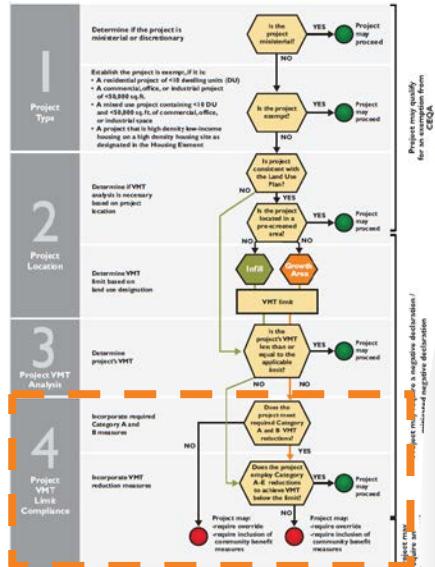 1
Project
Type
Determine if the project is
ministerial or discretionary
Establish the project is exempt, if it is:
• A residential project of <10 dwelling units (DU)
• A commercial, office, or industrial project
of <50,000 sq. ft.
• A mixed use project containing <10 DU
and <50,000 sq. ft. of commercial, office,
or industrial space
• A project that is high density low-income
housing on a high density housing site as
designated in the Housing Element
Is the
project
ministerial?
YES
Project
may
proceed
NO
Is the project
exempt?
YES
Project
may
proceed
NO
Project may qualify
for an exemption from
CEQA
2
Project
Location
Determine if VMT
analysis is necessary
based on project
location
Determine VMT
limit based on
land use designation
Is project
consistent with
the Land Use
Plan?
NO
YES
Is the project
located in a
pre-screened
area?
YES
Project
may
proceed
NO
NO
Infill
Growth
Area
VMT limit
3
Project VMT
Analysis
Determine
project's VMT
Is the
project's VMT
less than or
equal to the
applicable
limit?
YES
Project
may
proceed
NO
NO
Project may require a negative declaration /
negative declaration
4
Project
VMT
Limit
Compliance
Incorporate required
Category A and
B measures
Incorporate VMT
reduction measures
Does the
project meet
required Category
A and B VMT
reductions?
NO
YES
Does the
project employ
Category A–E reductions
to achieve VMT
below the limit?
YES
Project
may
proceed
NO
Project may:
-require override
-require inclusion of
community benefit
measures
Project may:
-require override
-require inclusion of
community benefit
measures
Project may